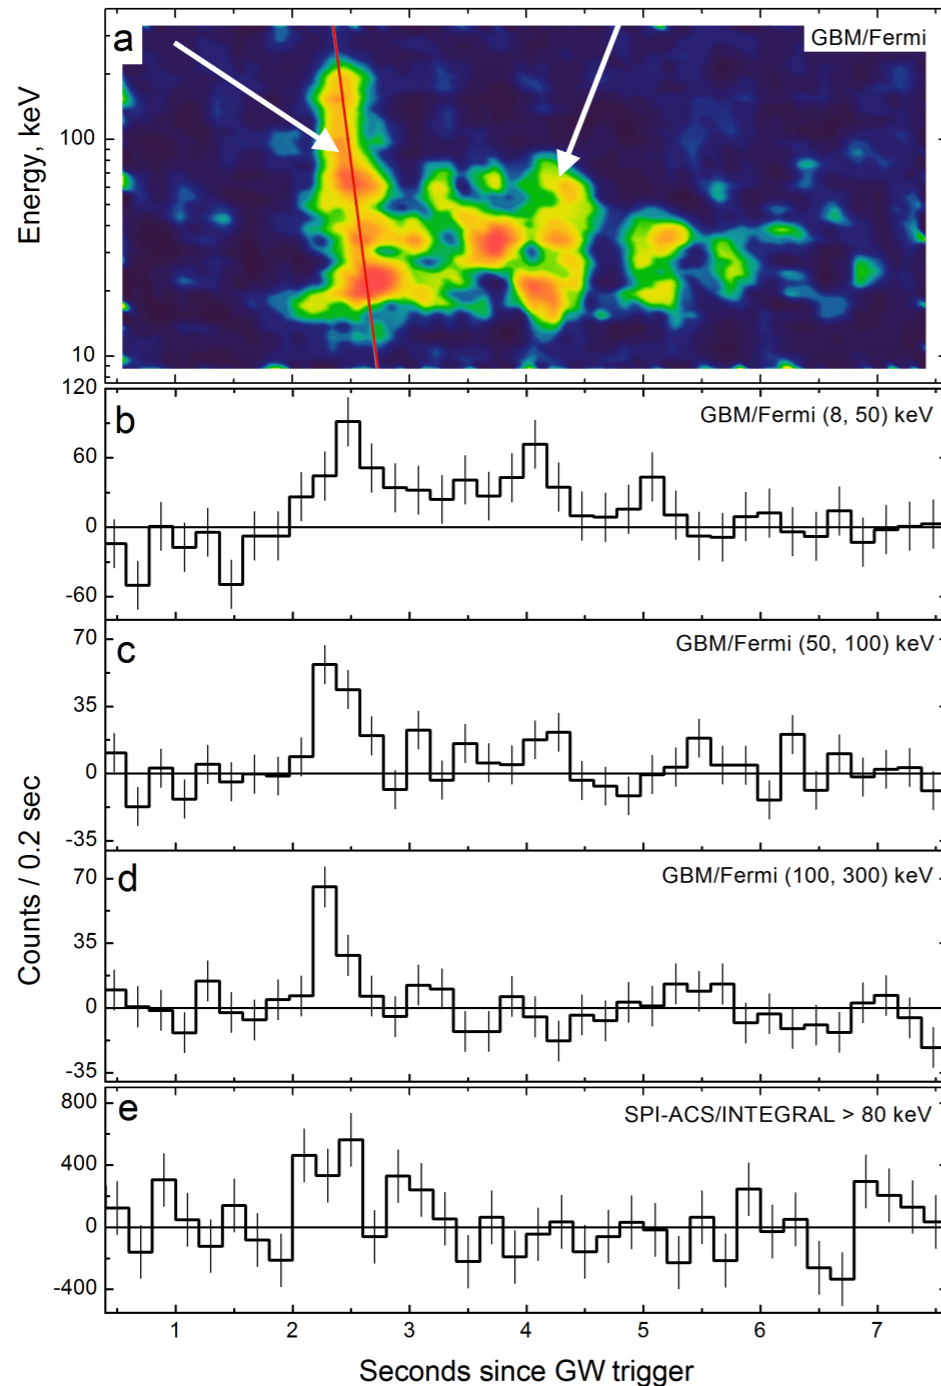 a
GBM/Fermi
Energy, keV
100
10
b
GBM/Fermi (8, 50) keV
120
60
0
-60
c
GBM/Fermi (50, 100) keV
70
35
0
-35
Counts / 0.2 sec
d
GBM/Fermi (100, 300) keV
70
35
0
-35
e
SPI-ACS/INTEGRAL > 80 keV
800
400
0
-400
1 2 3 4 5 6 7
Seconds since GW trigger